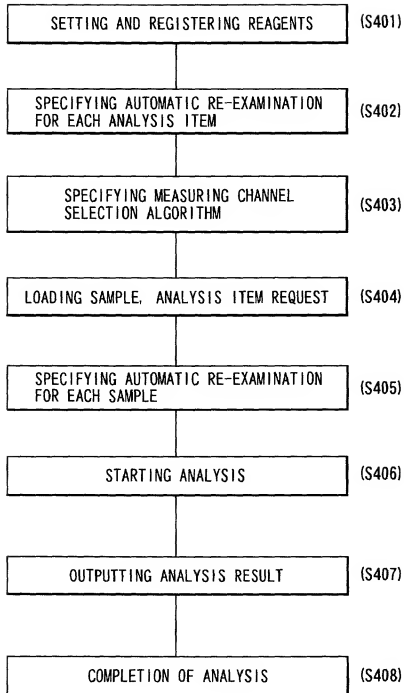 SETTING AND REGISTERING REAGENTS (S401)
SPECIFYING AUTOMATIC RE-EXAMINATION
FOR EACH ANALYSIS ITEM (S402)
SPECIFYING MEASURING CHANNEL
SELECTION ALGORITHM (S403)
LOADING SAMPLE, ANALYSIS ITEM REQUEST (S404)
SPECIFYING AUTOMATIC RE-EXAMINATION
FOR EACH SAMPLE (S405)
STARTING ANALYSIS (S406)
OUTPUTTING ANALYSIS RESULT (S407)
COMPLETION OF ANALYSIS (S408)